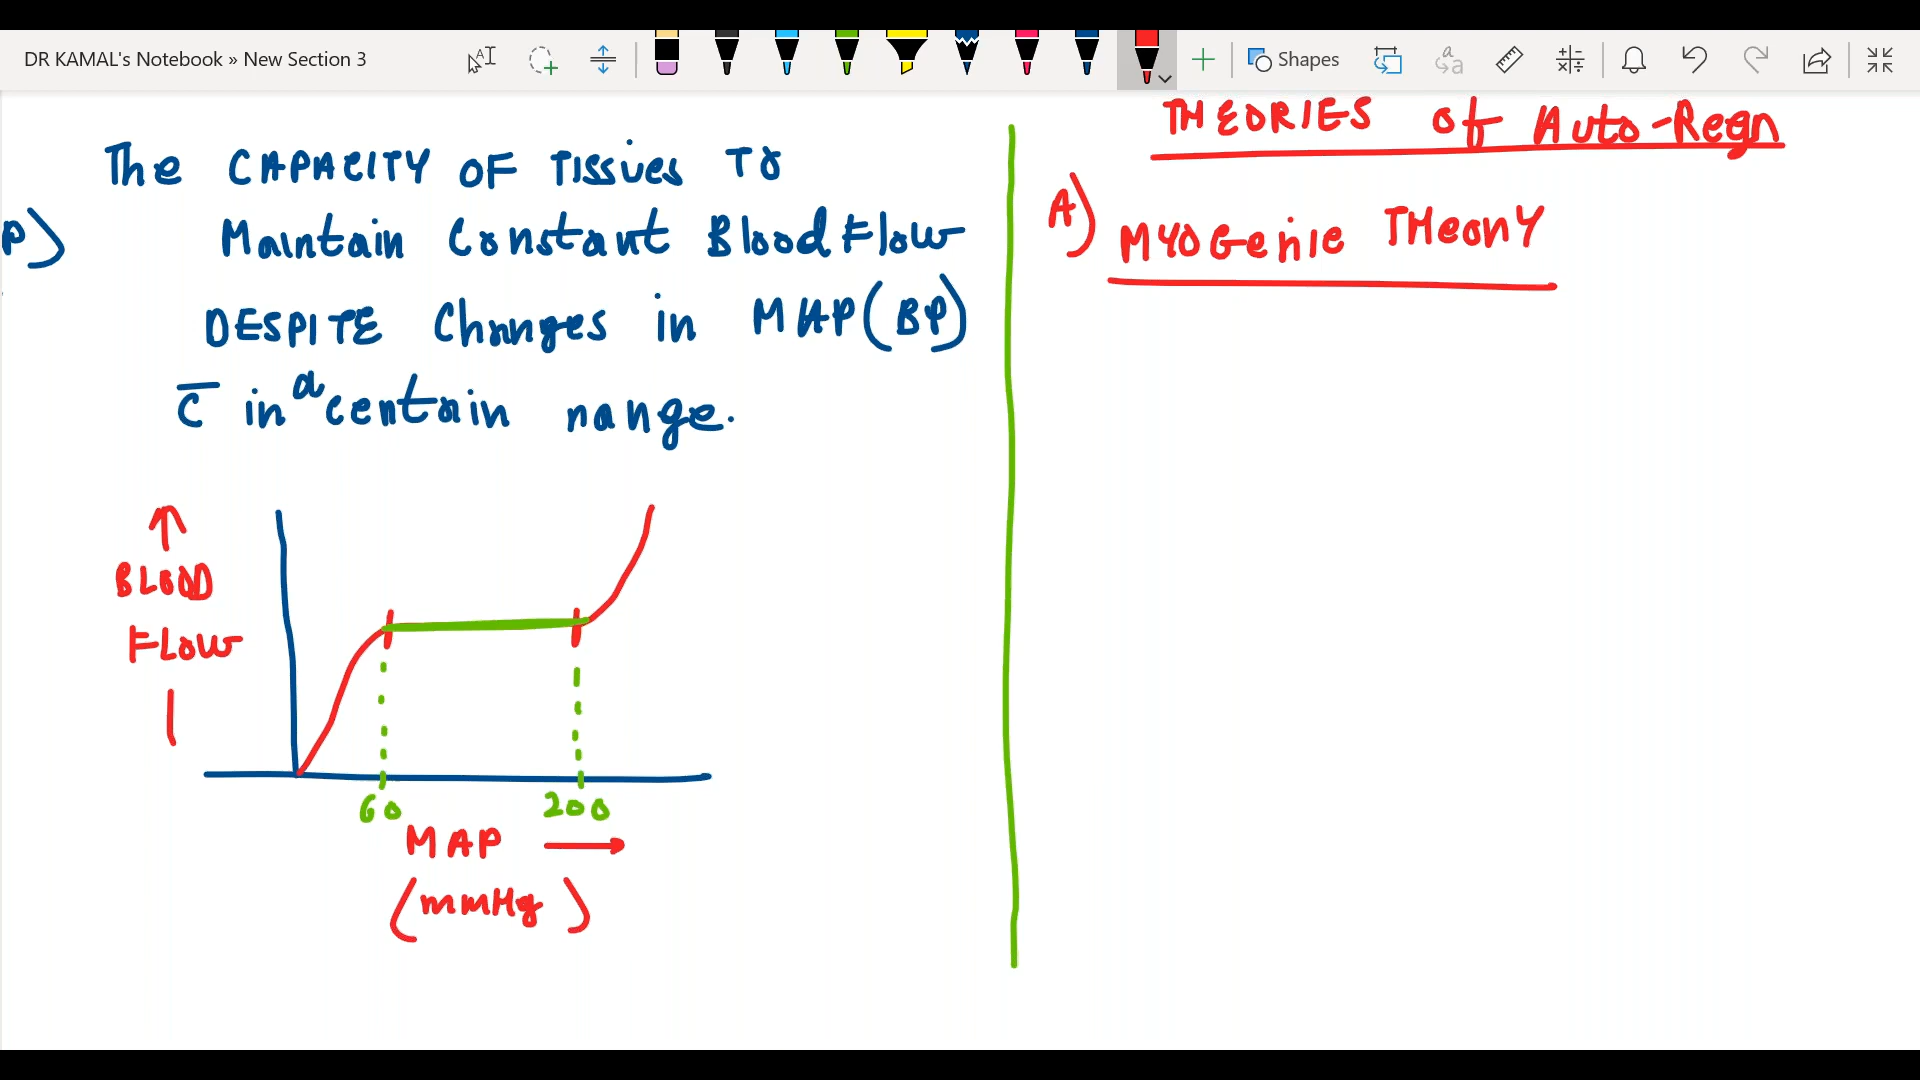 DR KAMAL's Notebook » New Section 3
Shapes
The CAPACITY OF TISSUES TO
P)
Maintain Constant Blood Flow
DESPITE Changes in MAP(BP)
c̅ in a certain range.
↑
BLOOD
FLOW
60 200
MAP →
(mmHg)
THEORIES of Auto-Regn
A) MYOGenic THeorY